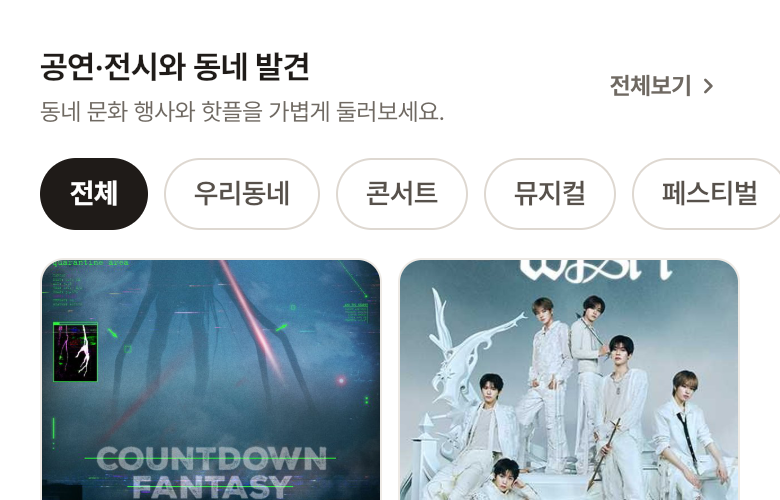 공연·전시와 동네 발견
동네 문화 행사와 핫플을 가볍게 둘러보세요.
전체보기
전체
우리동네
콘서트
뮤지컬
페스티벌
quarantine area
COUNTDOWN
FANTASY